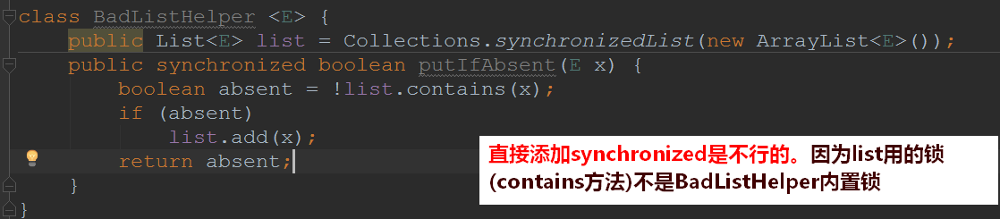 class BadListHelper <E> {
    public List<E> list = Collections.synchronizedList(new ArrayList<E>());
    public synchronized boolean putIfAbsent(E x) {
        boolean absent = !list.contains(x);
        if (absent)
            list.add(x);
        return absent;
    }
}
直接添加synchronized是不行的。因为list用的锁
(contains方法)不是BadListHelper内置锁